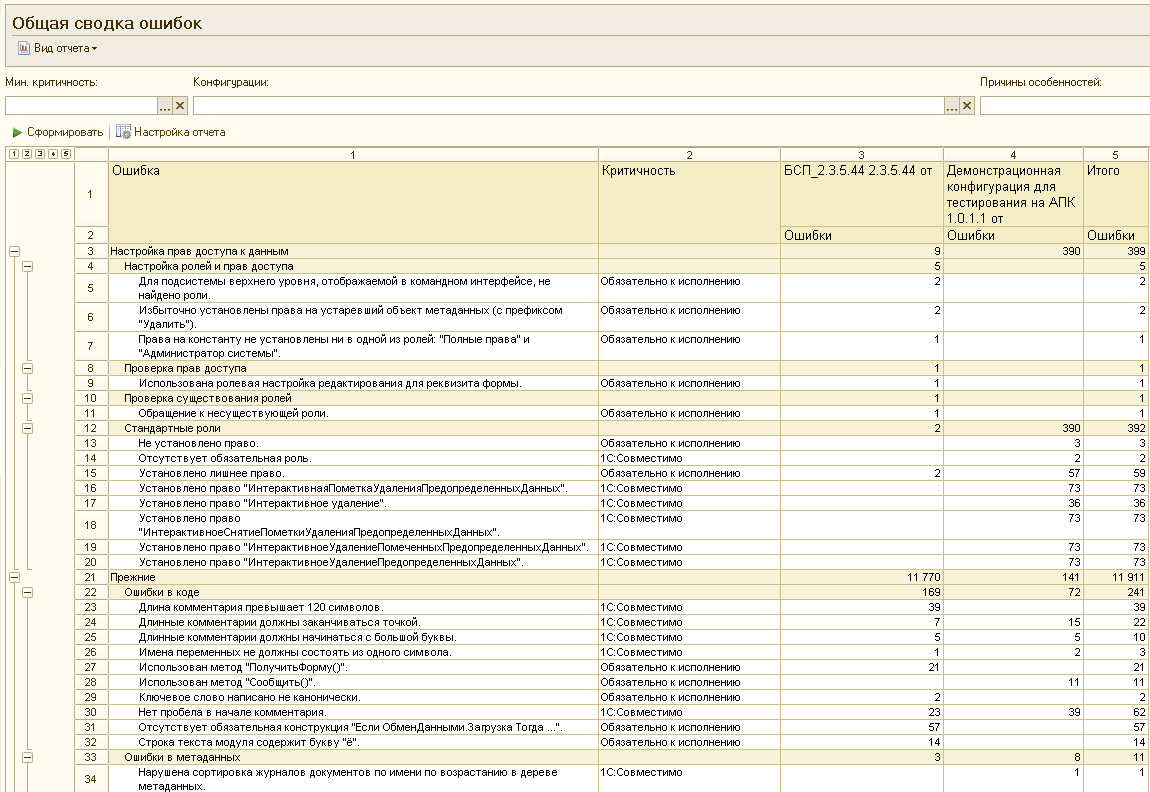 Общая сводка ошибок
Вид отчета
Мин. критичность: Конфигурации: Причины особенностей:
... ...
Сформировать Настройка отчета
1 2 3 4 5 1 2 3 4 5
1 Ошибка Критичность БСП_2.3.5.44 2.3.5.44 от Демонстрационная Итого
конфигурация для
тестирования на АПК
1.0.1.1 от
2 Ошибки Ошибки Ошибки
3 Настройка прав доступа к данным 9 390 399
4 Настройка ролей и прав доступа 5 5
5 Для подсистемы верхнего уровня, отображаемой в командном интерфейсе, не Обязательно к исполнению 2 2
найдено роли.
6 Избыточно установлены права на устаревший объект метаданных (с префиксом Обязательно к исполнению 2 2
"Удалить").
7 Права на константу не установлены ни в одной из ролей: "Полные права" и Обязательно к исполнению 1 1
"Администратор системы".
8 Проверка прав доступа 1 1
9 Использована ролевая настройка редактирования для реквизита формы. Обязательно к исполнению 1 1
10 Проверка существования ролей 1 1
11 Обращение к несуществующей роли. Обязательно к исполнению 1 1
12 Стандартные роли 2 390 392
13 Не установлено право. Обязательно к исполнению 3 3
14 Отсутствует обязательная роль. 1С:Совместимо 2 2
15 Установлено лишнее право. Обязательно к исполнению 2 57 59
16 Установлено право "ИнтерактивнаяПометкаУдаленияПредопределенныхДанных". 1С:Совместимо 73 73
17 Установлено право "Интерактивное удаление". 1С:Совместимо 36 36
18 Установлено право 1С:Совместимо 73 73
"ИнтерактивноеСнятиеПометкиУдаленияПредопределенныхДанных".
19 Установлено право "ИнтерактивноеУдалениеПомеченныхПредопределенныхДанных". 1С:Совместимо 73 73
20 Установлено право "ИнтерактивноеУдалениеПредопределенныхДанных". 1С:Совместимо 73 73
21 Прежние 11 770 141 11 911
22 Ошибки в коде 169 72 241
23 Длина комментария превышает 120 символов. 1С:Совместимо 39 39
24 Длинные комментарии должны заканчиваться точкой. 1С:Совместимо 7 15 22
25 Длинные комментарии должны начинаться с большой буквы. 1С:Совместимо 5 5 10
26 Имена переменных не должны состоять из одного символа. 1С:Совместимо 1 2 3
27 Использован метод "ПолучитьФорму()". Обязательно к исполнению 21 21
28 Использован метод "Сообщить()". Обязательно к исполнению 11 11
29 Ключевое слово написано не канонически. Обязательно к исполнению 2 2
30 Нет пробела в начале комментария. 1С:Совместимо 23 39 62
31 Отсутствует обязательная конструкция "Если ОбменДанными.Загрузка Тогда ...". Обязательно к исполнению 57 57
32 Строка текста модуля содержит букву "ё". Обязательно к исполнению 14 14
33 Ошибки в метаданных 3 8 11
34 Нарушена сортировка журналов документов по имени по возрастанию в дереве 1С:Совместимо 1 1
метаданных.